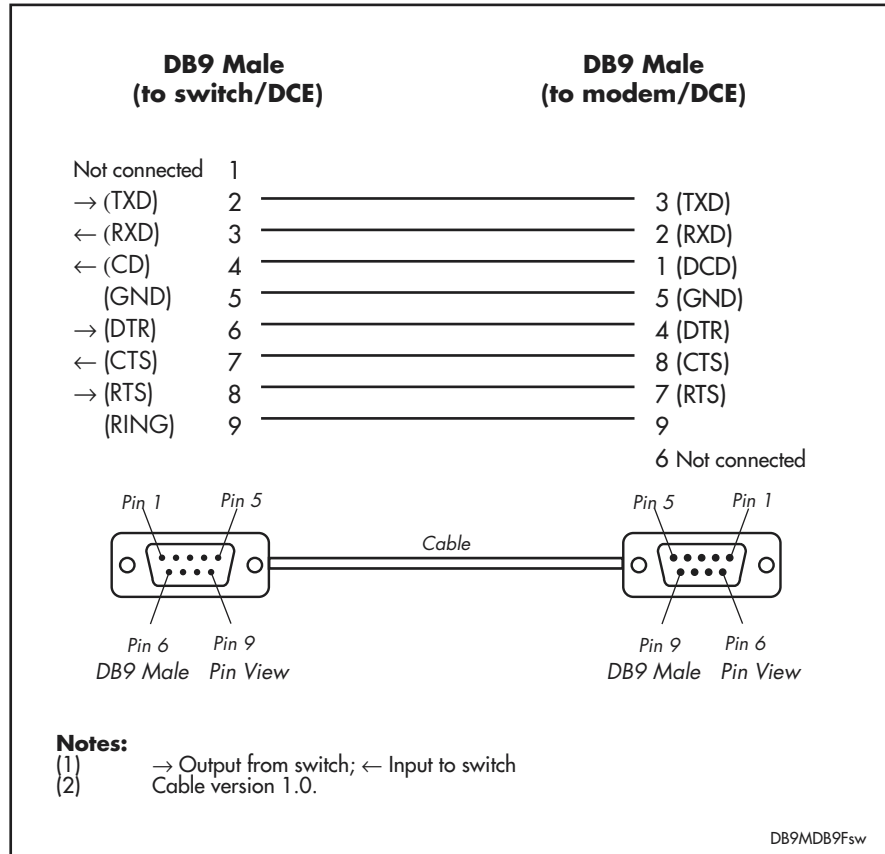 DB9 Male (to switch/DCE)
DB9 Male (to modem/DCE)
Not connected 1
→ (TXD) 2 3 (TXD)
← (RXD) 3 2 (RXD)
← (CD) 4 1 (DCD)
(GND) 5 5 (GND)
→ (DTR) 6 4 (DTR)
← (CTS) 7 8 (CTS)
→ (RTS) 8 7 (RTS)
(RING) 9 9
6 Not connected
Pin 1 Pin 5 Pin 5 Pin 1
Cable
Pin 6 Pin 9 Pin 9 Pin 6
DB9 Male Pin View DB9 Male Pin View
Notes:
(1) → Output from switch; ← Input to switch
(2) Cable version 1.0.
DB9MDB9Fsw